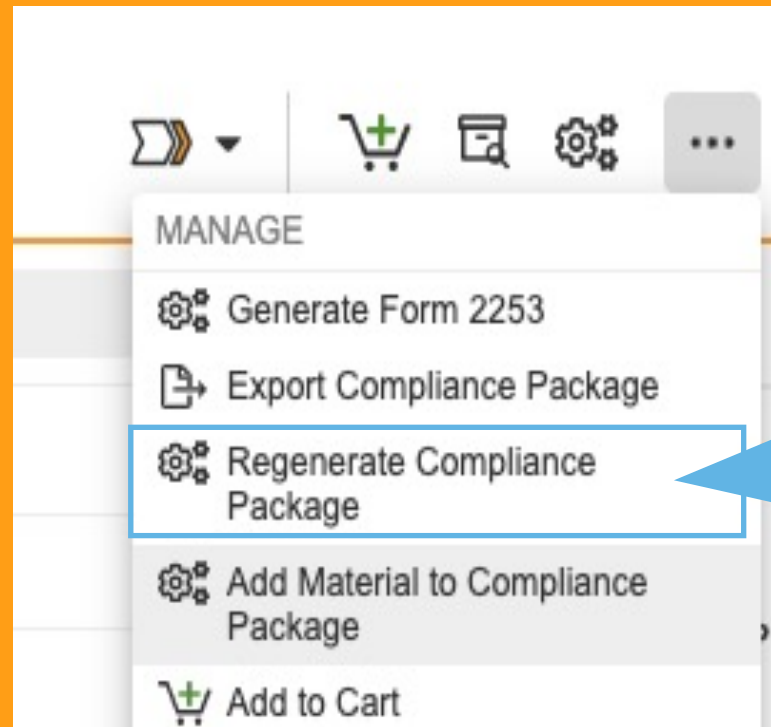 MANAGE
Generate Form 2253
Export Compliance Package
Regenerate Compliance
Package
Add Material to Compliance
Package
Add to Cart